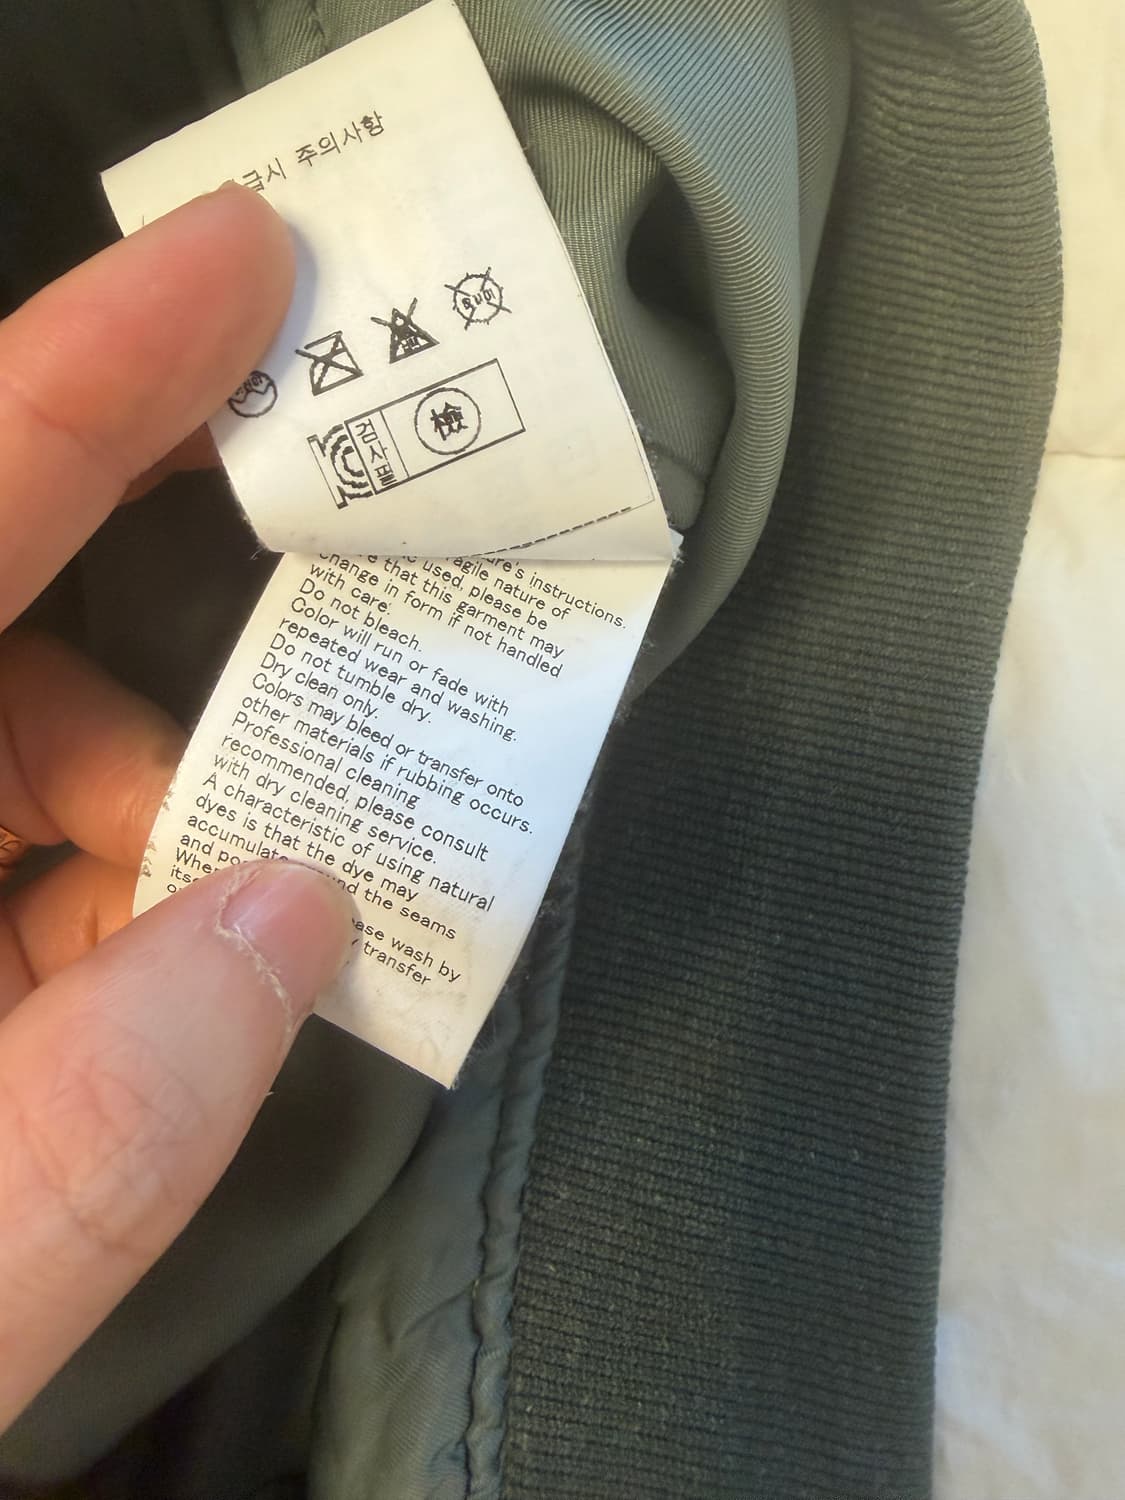 급시 주의사항
검사필
檢
ure's instructions.
agile nature of
used, please be
e that this garment may
change in form if not handled
with care.
Do not bleach.
Color will run or fade with
repeated wear and washing.
Do not tumble dry.
Dry clean only.
Colors may bleed or transfer onto
other materials if rubbing occurs.
Professional cleaning
recommended, please consult
with dry cleaning service.
A characteristic of using natural
dyes is that the dye may
accumulate
and the seams
wash by
transfer